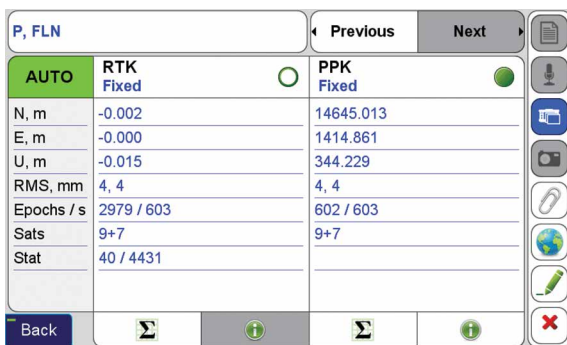 P, FLN
Previous
Next
AUTO
RTK
Fixed
PPK
Fixed
N, m -0.002 14645.013
E, m -0.000 1414.861
U, m -0.015 344.229
RMS, mm 4, 4 4, 4
Epochs / s 2979 / 603 602 / 603
Sats 9+7 9+7
Stat 40 / 4431
Back Σ Σ